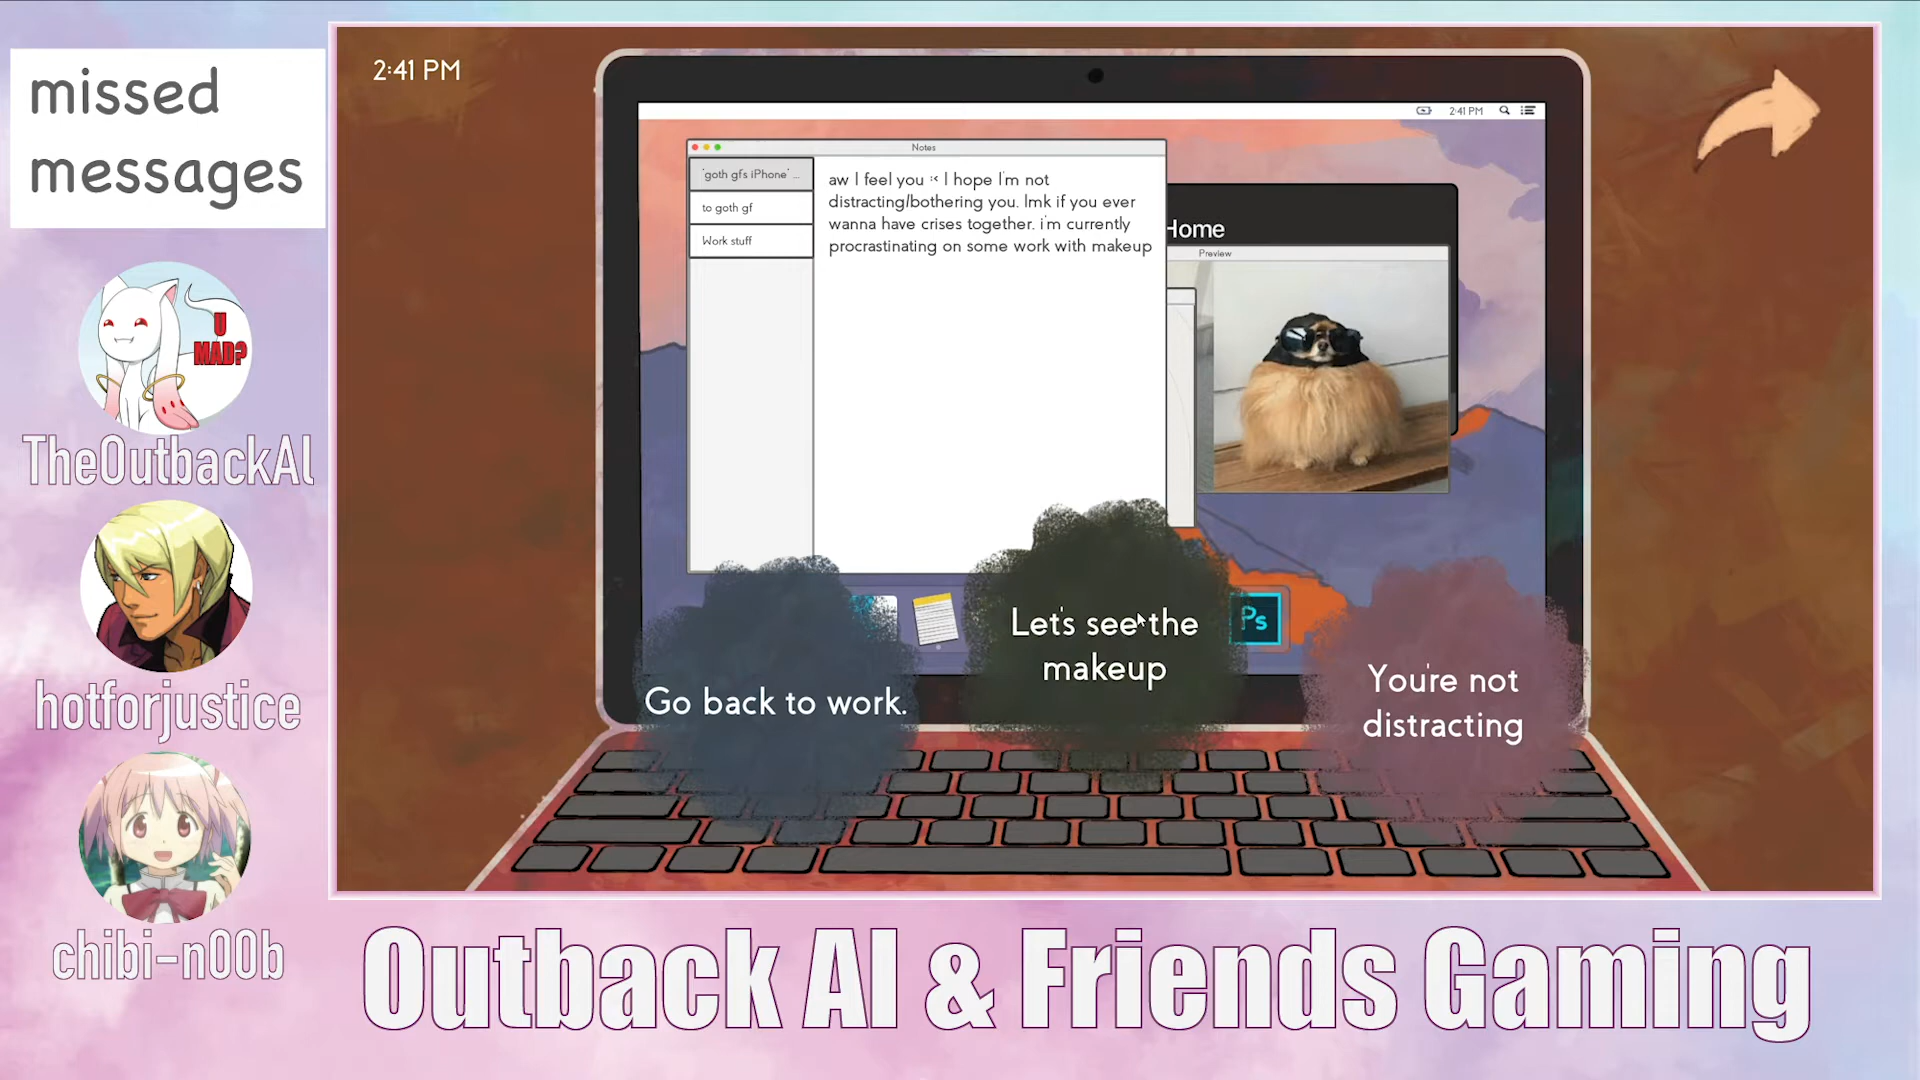 missed
messages
2:41 PM
2:41 PM
Notes
"goth gfs iPhone" ...
to goth gf
Work stuff
aw I feel you :< I hope I'm not
distracting/bothering you. lmk if you ever
wanna have crises together. i'm currently
procrastinating on some work with makeup
Home
Preview
U
MAD?
TheOutbackAl
hotforjustice
chibi-n00b
Ps
Go back to work.
Let's see the
makeup
You're not
distracting
Outback Al & Friends Gaming